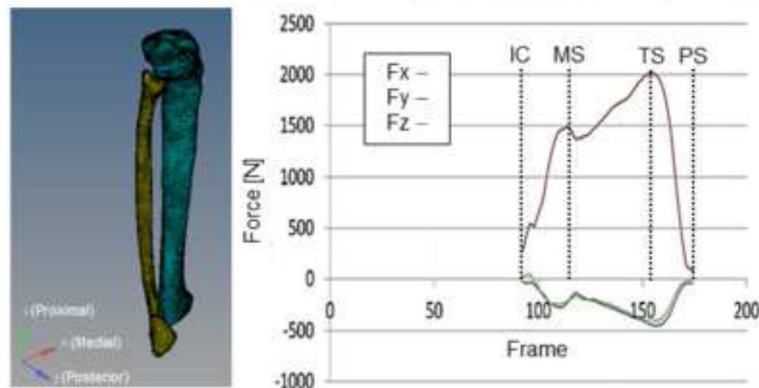 y (Proximal)
x (Medial)
z (Posterior)
2500
2000
1500
1000
500
0
-500
-1000
Force [N]
IC MS TS PS
Fx –
Fy –
Fz –
0 50 100 150 200
Frame